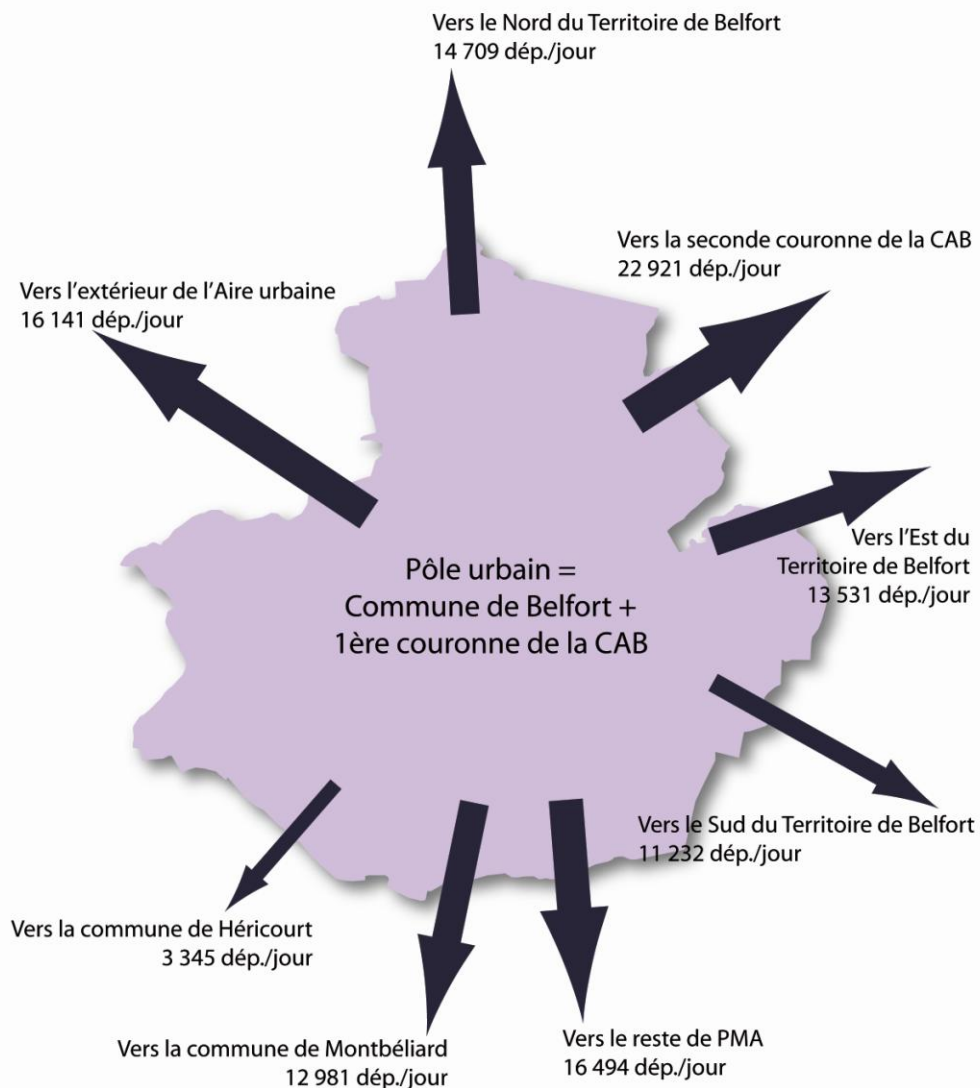 Vers le Nord du Territoire de Belfort
14 709 dép./jour
Vers la seconde couronne de la CAB
22 921 dép./jour
Vers l'extérieur de l'Aire urbaine
16 141 dép./jour
Vers l'Est du
Territoire de Belfort
13 531 dép./jour
Pôle urbain =
Commune de Belfort +
1ère couronne de la CAB
Vers le Sud du Territoire de Belfort
11 232 dép./jour
Vers la commune de Héricourt
3 345 dép./jour
Vers la commune de Montbéliard
12 981 dép./jour
Vers le reste de PMA
16 494 dép./jour